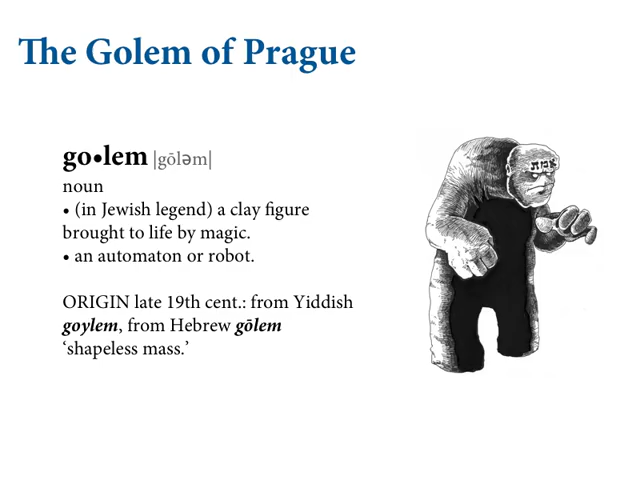 The Golem of Prague
go•lem |gōləm|
noun
• (in Jewish legend) a clay figure
brought to life by magic.
• an automaton or robot.
ORIGIN late 19th cent.: from Yiddish
goylem, from Hebrew gōlem
‘shapeless mass.’
אמת